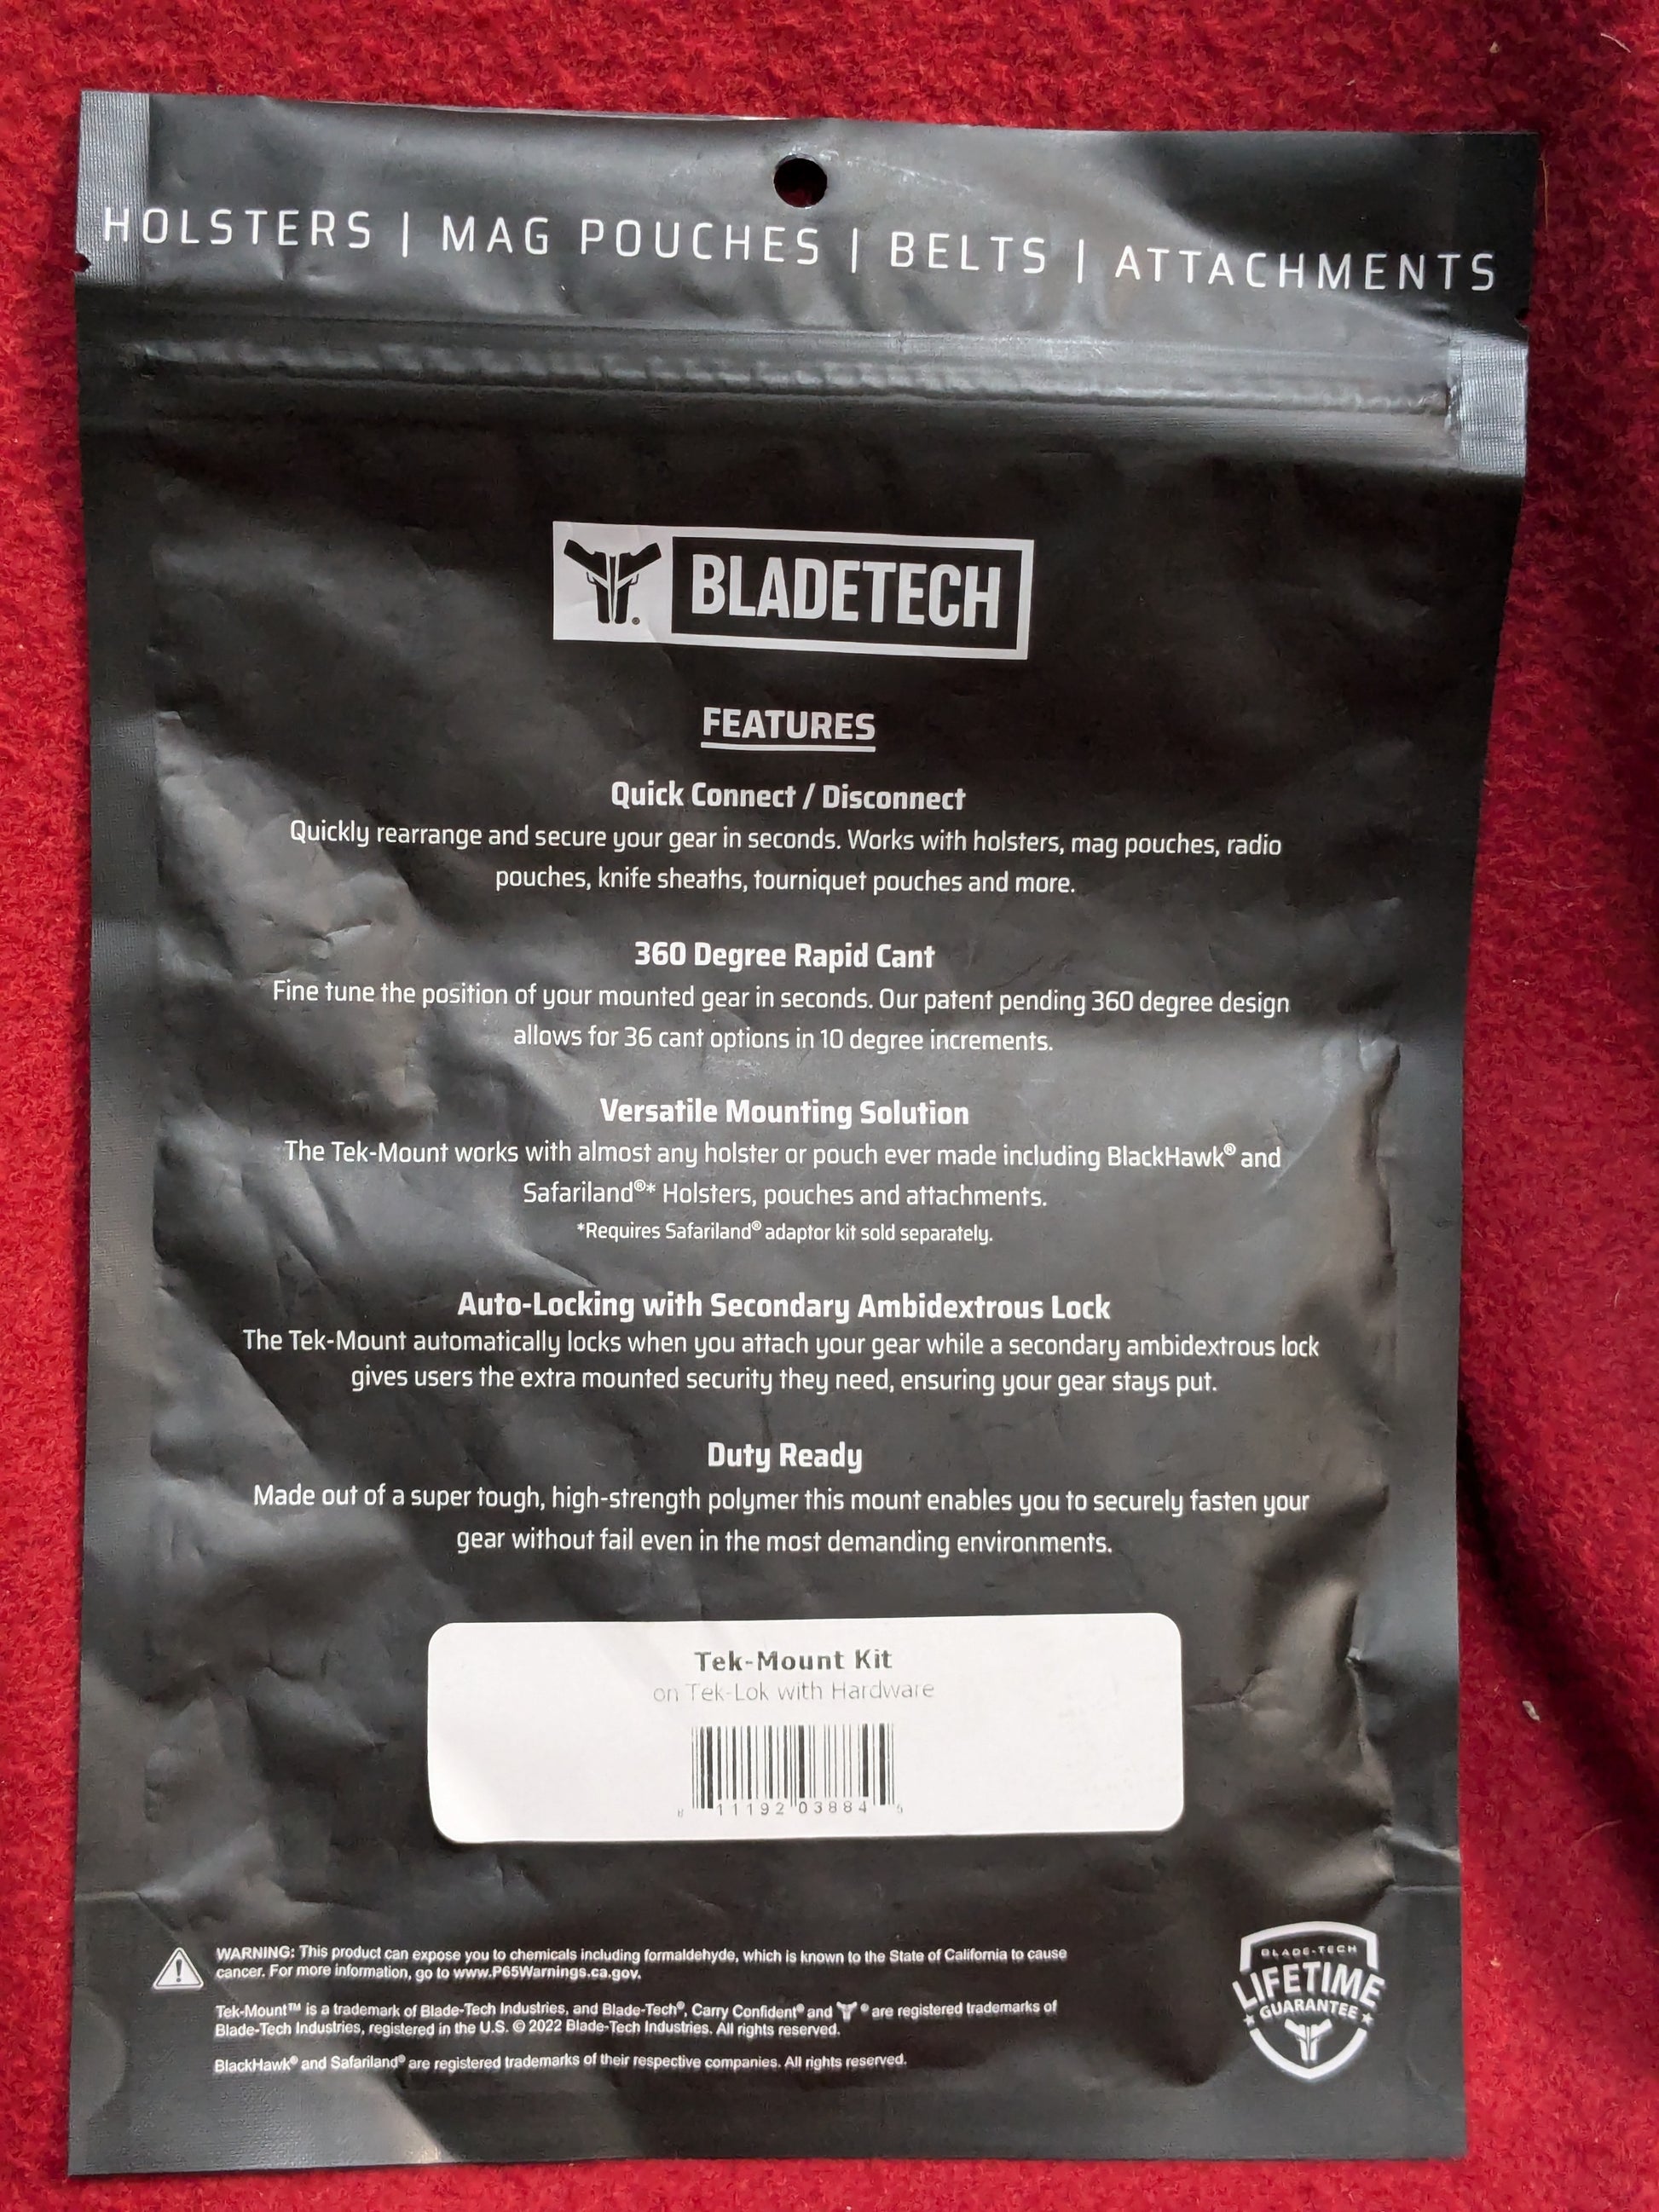 HOLSTERS | MAG POUCHES | BELTS | ATTACHMENTS
BLADETECH
FEATURES
Quick Connect / Disconnect
Quickly rearrange and secure your gear in seconds. Works with holsters, mag pouches, radio
pouches, knife sheaths, tourniquet pouches and more.
360 Degree Rapid Cant
Fine tune the position of your mounted gear in seconds. Our patent pending 360 degree design
allows for 36 cant options in 10 degree increments.
Versatile Mounting Solution
The Tek-Mount works with almost any holster or pouch ever made including BlackHawk® and
Safariland®* Holsters, pouches and attachments.
*Requires Safariland® adaptor kit sold separately.
Auto-Locking with Secondary Ambidextrous Lock
The Tek-Mount automatically locks when you attach your gear while a secondary ambidextrous lock
gives users the extra mounted security they need, ensuring your gear stays put.
Duty Ready
Made out of a super tough, high-strength polymer this mount enables you to securely fasten your
gear without fail even in the most demanding environments.
Tek-Mount Kit
on Tek-Lok with Hardware
8 11192 03884 5
WARNING: This product can expose you to chemicals including formaldehyde, which is known to the State of California to cause
cancer. For more information, go to www.P65Warnings.ca.gov.
Tek-Mount™ is a trademark of Blade-Tech Industries, and Blade-Tech®, Carry Confident® and ® are registered trademarks of
Blade-Tech Industries, registered in the U.S. © 2022 Blade-Tech Industries. All rights reserved.
BlackHawk® and Safariland® are registered trademarks of their respective companies. All rights reserved.
BLADE-TECH
LIFETIME
GUARANTEE